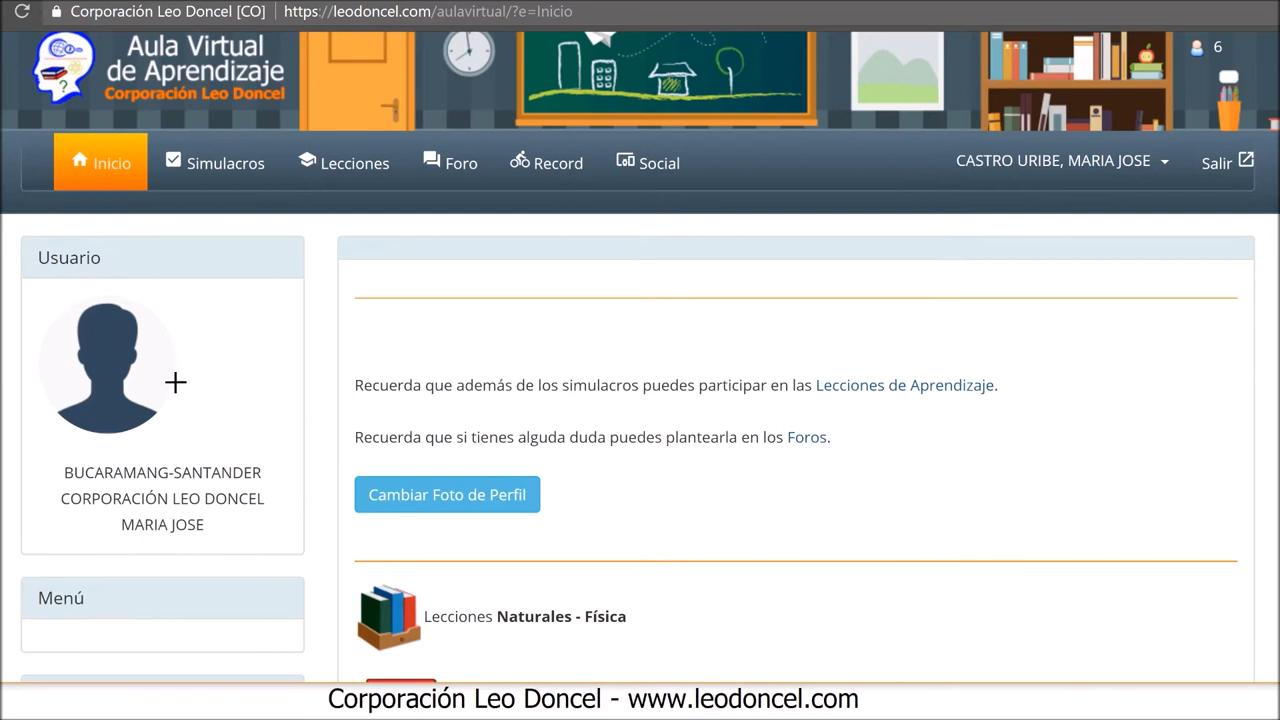 Corporación Leo Doncel [CO] https://leodoncel.com/aulavirtual/?e=Inicio
Aula Virtual
de Aprendizaje
Corporación Leo Doncel
6
Inicio Simulacros Lecciones Foro Record Social CASTRO URIBE, MARIA JOSE Salir
Usuario
BUCARAMANG-SANTANDER
CORPORACIÓN LEO DONCEL
MARIA JOSE
Menú
Recuerda que además de los simulacros puedes participar en las Lecciones de Aprendizaje.
Recuerda que si tienes alguda duda puedes plantearla en los Foros.
Cambiar Foto de Perfil
Lecciones Naturales - Física
Corporación Leo Doncel - www.leodoncel.com